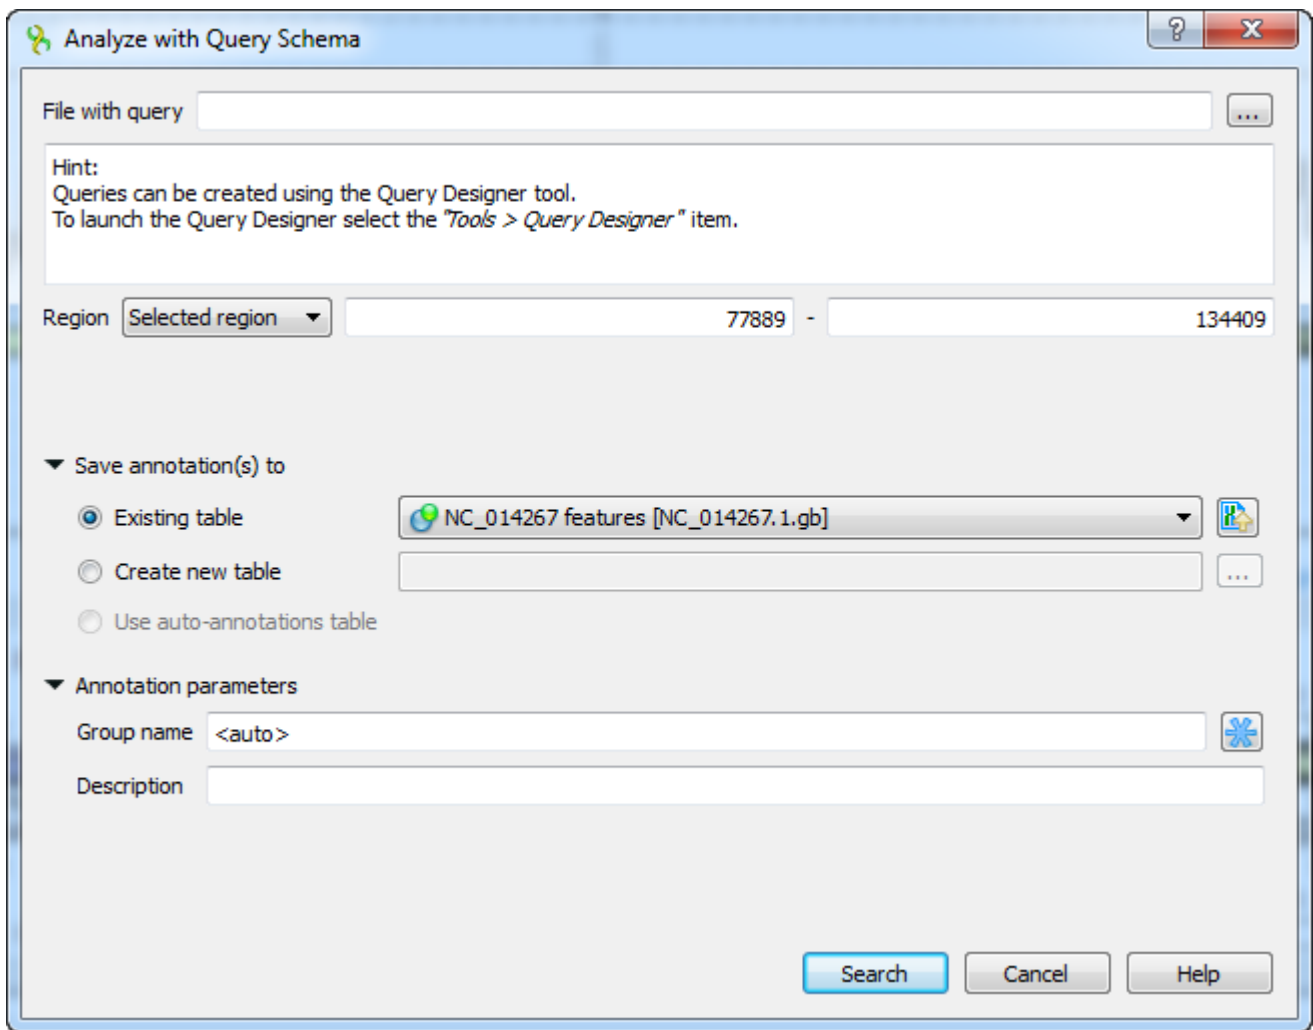 Analyze with Query Schema
File with query ...
Hint:
Queries can be created using the Query Designer tool.
To launch the Query Designer select the "Tools > Query Designer" item.
Region Selected region 77889 - 134409
Save annotation(s) to
Existing table NC_014267 features [NC_014267.1.gb]
Create new table ...
Use auto-annotations table
Annotation parameters
Group name <auto>
Description
Search Cancel Help